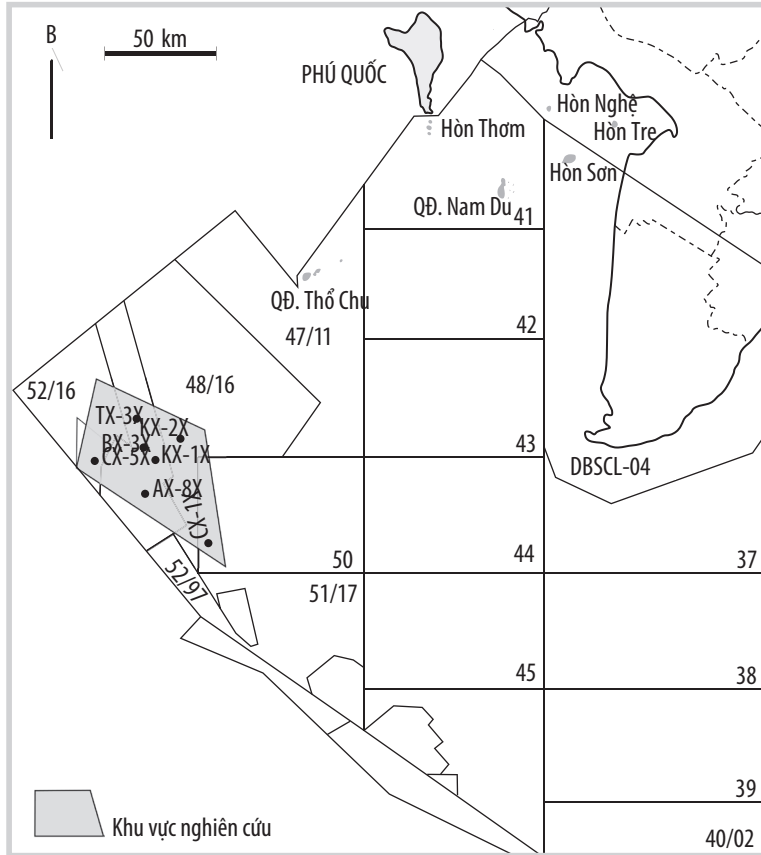 B
50 km
PHÚ QUỐC
Hòn Nghệ
Hòn Thơm
Hòn Tre
Hòn Sơn
QĐ. Nam Du
41
QĐ. Thổ Chu
47/11
42
52/16
48/16
TX-3X
KX-2X
BX-3X
CX-5X
KX-1X
43
DBSCL-04
AX-8X
CX-1X
50
44
37
52/97
51/17
45
38
39
Khu vực nghiên cứu
40/02